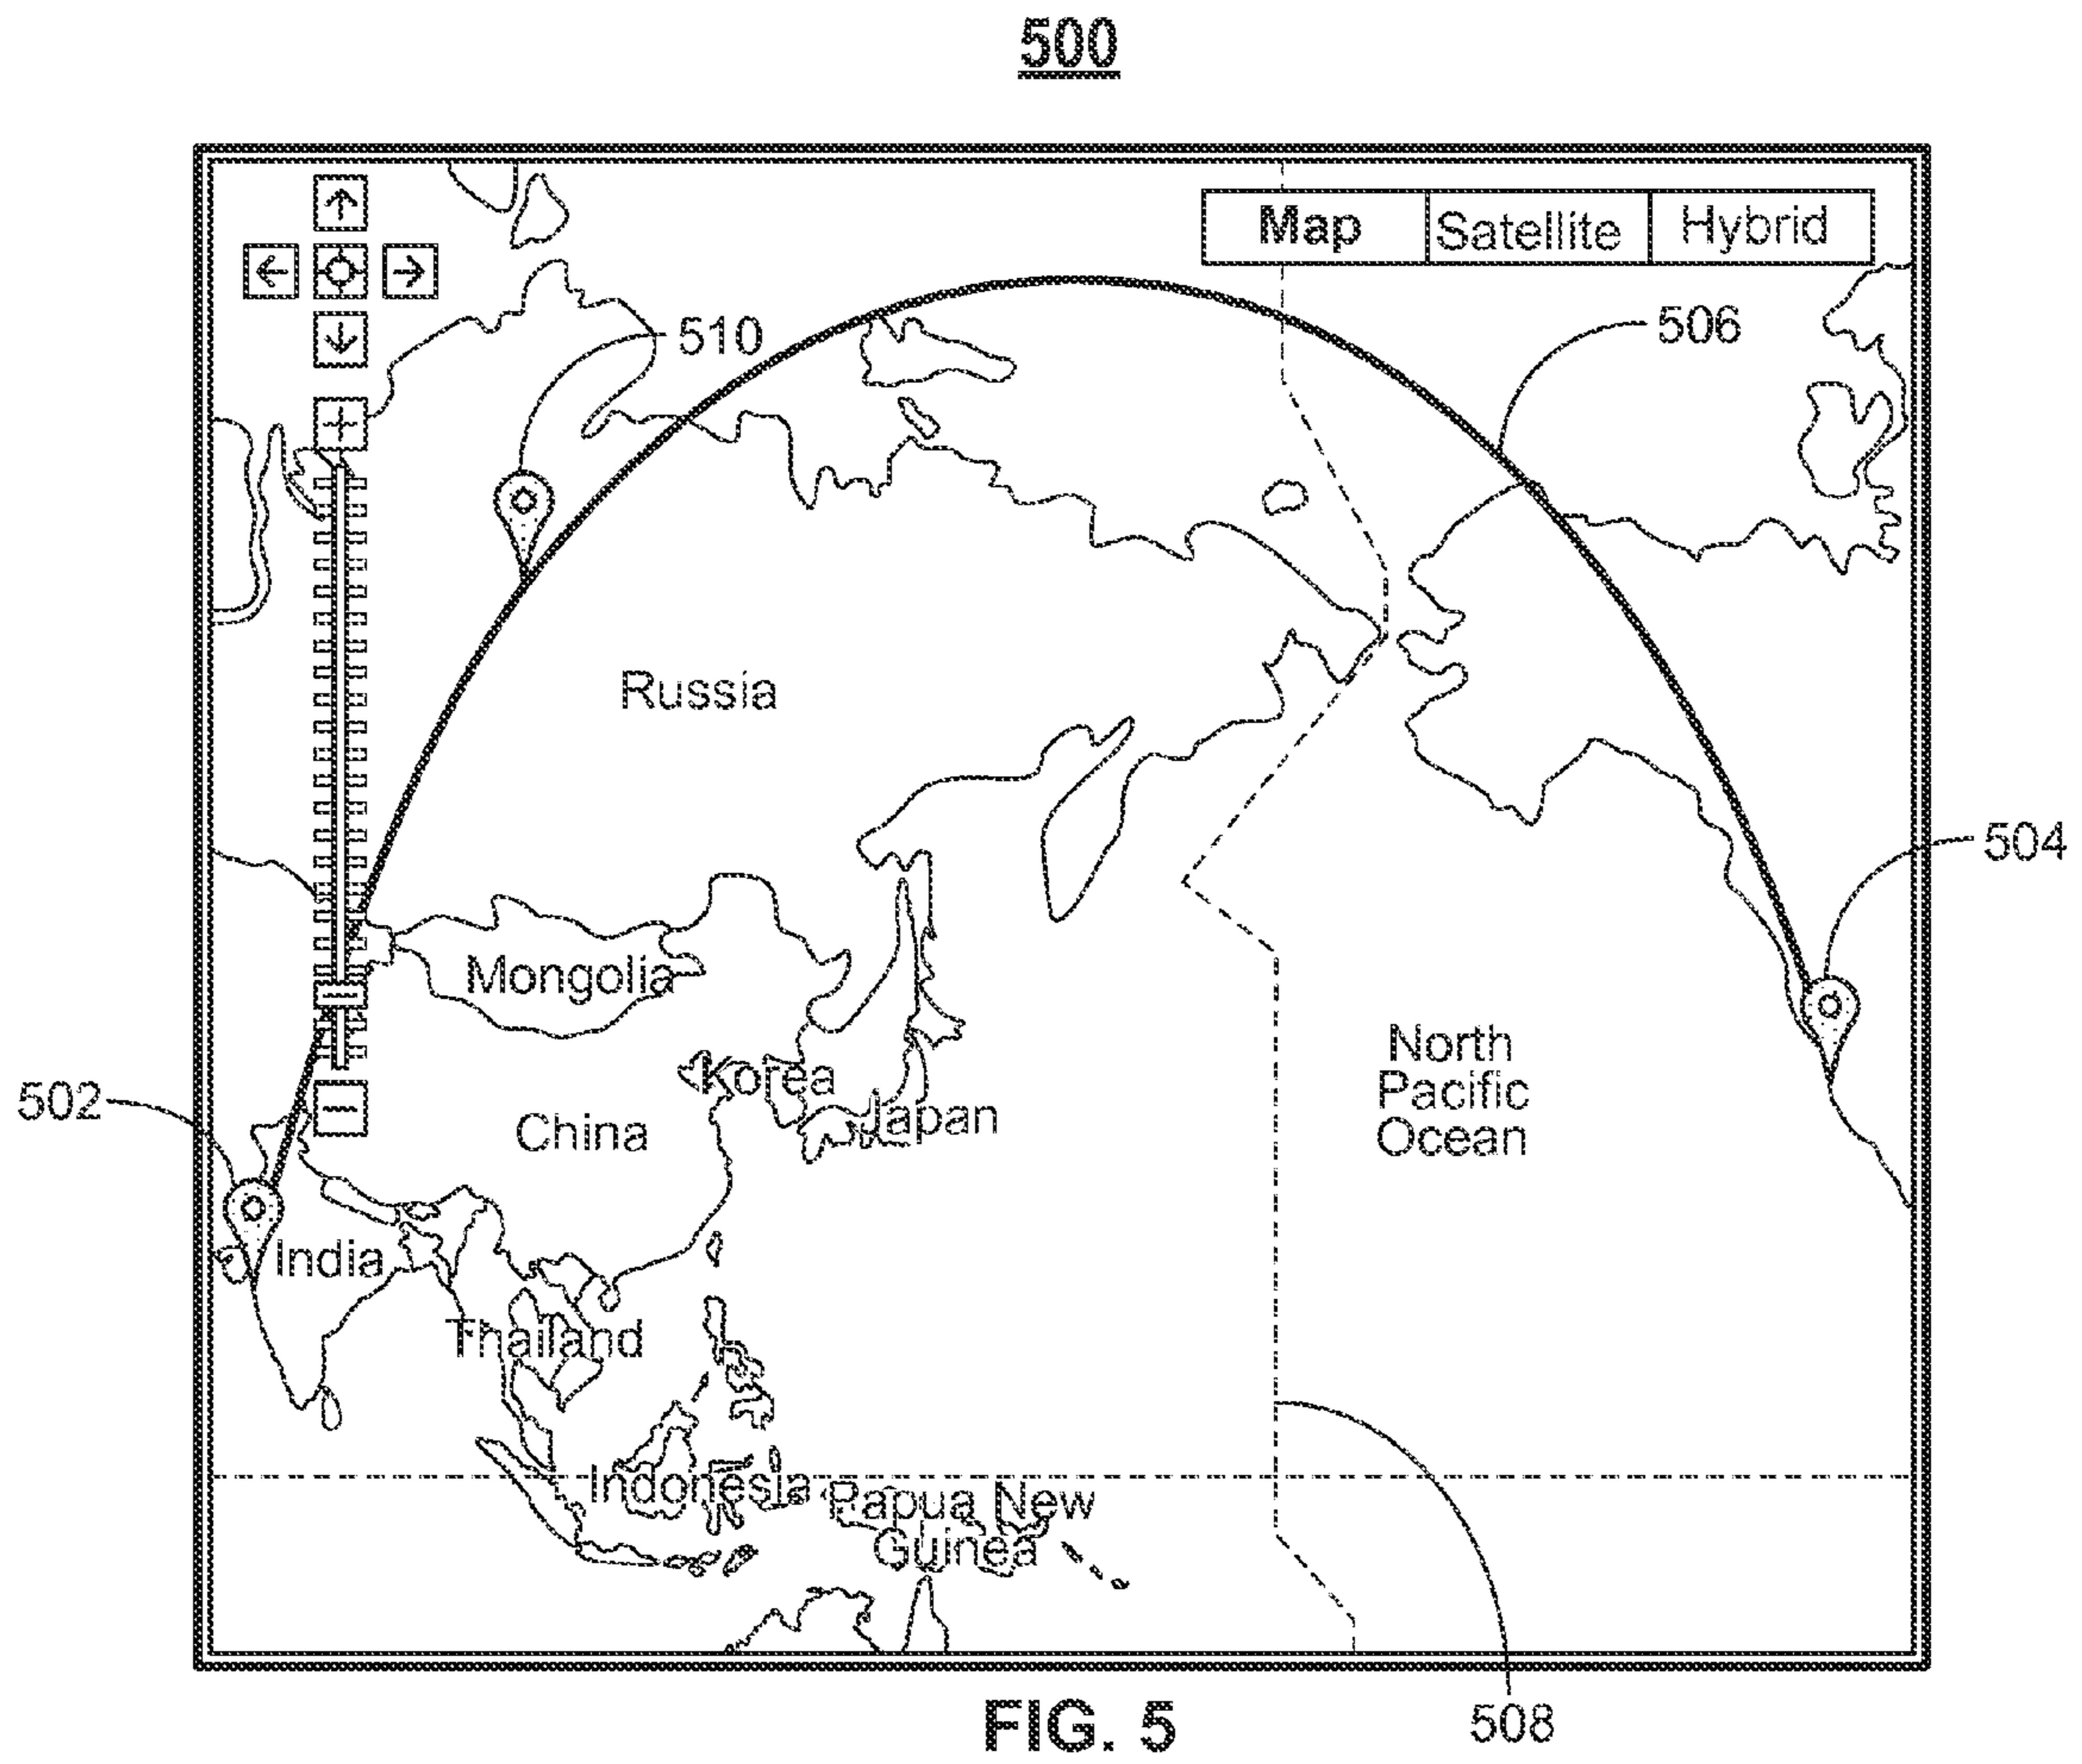 500
Map
Satellite
Hybrid
510
506
Russia
504
Mongolia
North
Pacific
Ocean
Korea
502
Japan
China
India
Thailand
Indonesia
Papua New
Guinea
508
FIG. 5